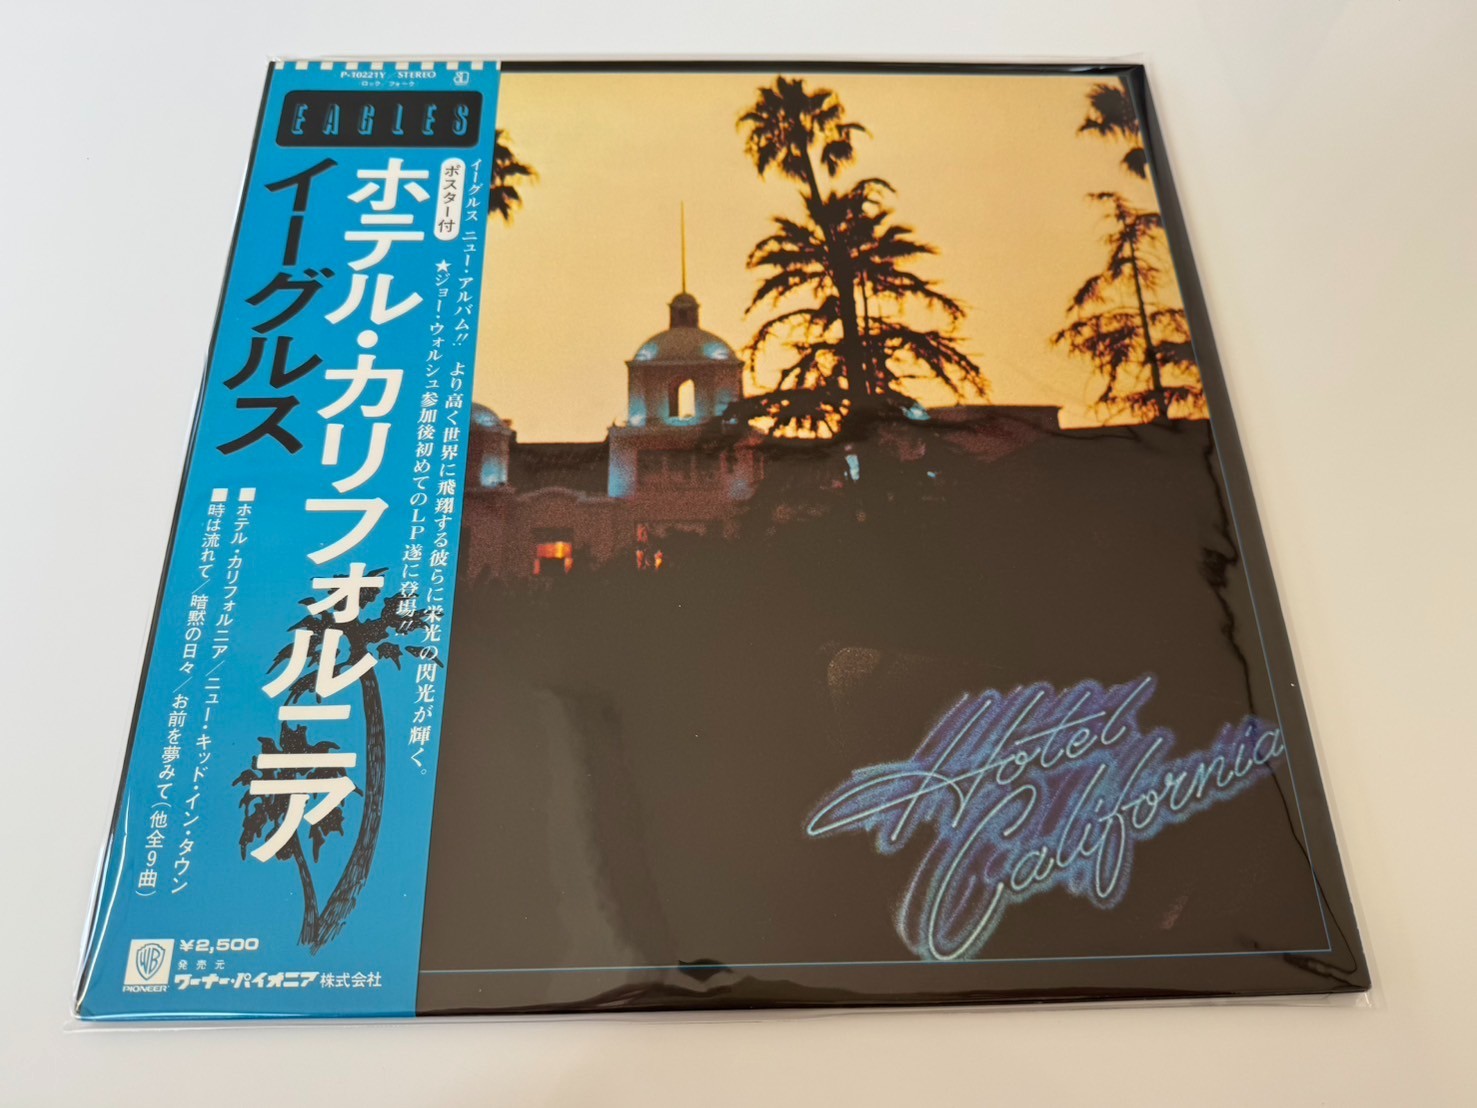 P-10221Y／STEREO
ロック／フォーク
EAGLES
イーグルス ニュー・アルバム!! より高く世界に飛翔する彼らに栄光の閃光が輝く。
ポスター付
★ジョー・ウォルシュ参加後初めてのLP遂に登場!!
ホテル・カリフォルニア
イーグルス
■ホテル・カリフォルニア／ニュー・キッド・イン・タウン
■時は流れて／暗黙の日々／お前を夢みて（他全9曲）
WB
PIONEER
¥2,500
発売元
ワーナー・パイオニア株式会社
Hotel
California